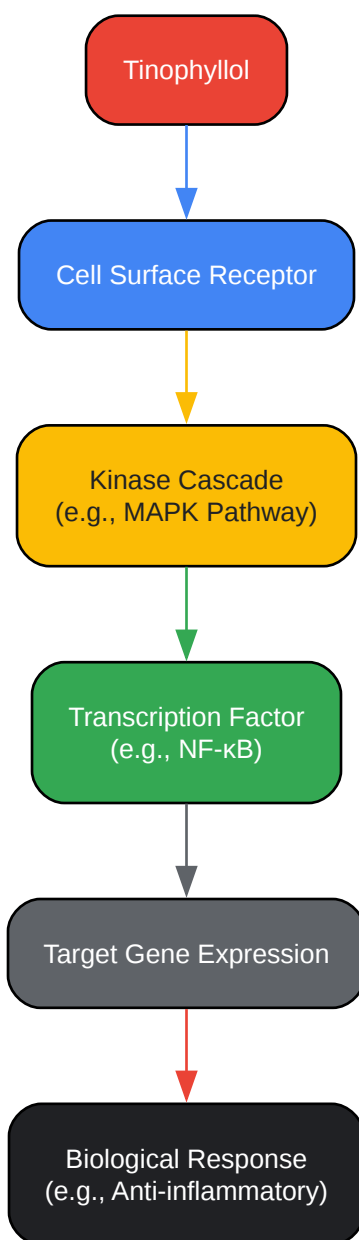 Tinophyllol
Cell Surface Receptor
Kinase Cascade
(e.g., MAPK Pathway)
Transcription Factor
(e.g., NF-κB)
Target Gene Expression
Biological Response
(e.g., Anti-inflammatory)